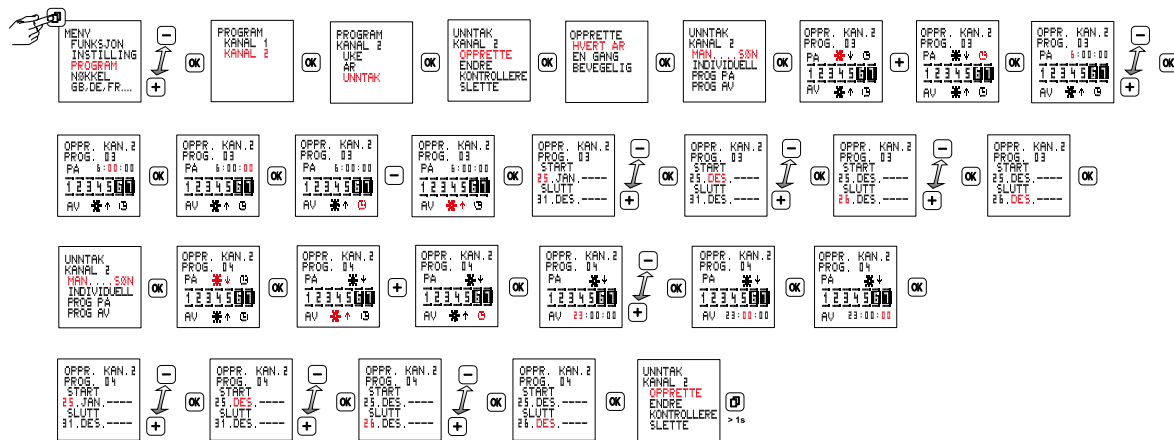 MENY
FUNKSJON
INSTILLING
PROGRAM
NØKKEL
GB,DE,FR....
−
+
OK
PROGRAM
KANAL 1
KANAL 2
OK
PROGRAM
KANAL 2
UKE
ÅR
UNNTAK
OK
UNNTAK
KANAL 2
OPPRETTE
ENDRE
KONTROLLERE
SLETTE
OK
OPPRETTE
HVERT ÅR
EN GANG
BEVEGELIG
OK
UNNTAK
KANAL 2
MAN....SØN
INDIVIDUELL
PROG PÅ
PROG AV
OK
OPPR. KAN.2
PROG. 03
PÅ ↓
1234567
AV ↑
+
OPPR. KAN.2
PROG. 03
PÅ ↓
1234567
AV ↑
OK
OPPR. KAN.2
PROG. 03
PÅ 6:00:00
1234567
AV ↑
−
+
OK
OPPR. KAN.2
PROG. 03
PÅ 6:00:00
1234567
AV ↑
OK
OPPR. KAN.2
PROG. 03
PÅ 6:00:00
1234567
AV ↑
OK
OPPR. KAN.2
PROG. 03
PÅ 6:00:00
1234567
AV ↑
−
OPPR. KAN.2
PROG. 03
PÅ 6:00:00
1234567
AV ↑
OK
OPPR. KAN.2
PROG. 03
START
25.JAN.----
SLUTT
31.DES.----
−
+
OK
OPPR. KAN.2
PROG. 03
START
25.DES.----
SLUTT
31.DES.----
−
+
OK
OPPR. KAN.2
PROG. 03
START
25.DES.----
SLUTT
26.DES.----
−
+
OK
OPPR. KAN.2
PROG. 03
START
25.DES.----
SLUTT
26.DES.----
OK
UNNTAK
KANAL 2
MAN....SØN
INDIVIDUELL
PROG PÅ
PROG AV
OK
OPPR. KAN.2
PROG. 04
PÅ ↓
1234567
AV ↑
OK
OPPR. KAN.2
PROG. 04
PÅ ↓
1234567
AV ↑
+
OPPR. KAN.2
PROG. 04
PÅ ↓
1234567
AV ↑
OK
OPPR. KAN.2
PROG. 04
PÅ ↓
1234567
AV 23:00:00
−
+
OK
OPPR. KAN.2
PROG. 04
PÅ ↓
1234567
AV 23:00:00
OK
OPPR. KAN.2
PROG. 04
PÅ ↓
1234567
AV 23:00:00
OK
OPPR. KAN.2
PROG. 04
START
25.JAN.----
SLUTT
31.DES.----
−
+
OK
OPPR. KAN.2
PROG. 04
START
25.DES.----
SLUTT
31.DES.----
−
+
OK
OPPR. KAN.2
PROG. 04
START
25.DES.----
SLUTT
26.DES.----
−
+
OK
OPPR. KAN.2
PROG. 04
START
25.DES.----
SLUTT
26.DES.----
OK
UNNTAK
KANAL 2
OPPRETTE
ENDRE
KONTROLLERE
SLETTE
> 1s